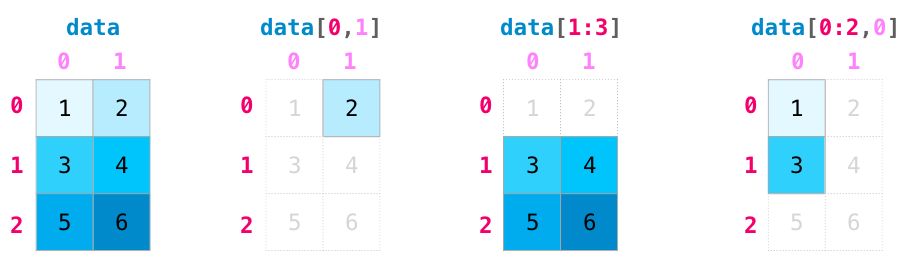 data data[0,1] data[1:3] data[0:2,0]
0 1 0 1 0 1 0 1
0 1 2 0 1 2 0 1 2 0 1 2
1 3 4 1 3 4 1 3 4 1 3 4
2 5 6 2 5 6 2 5 6 2 5 6